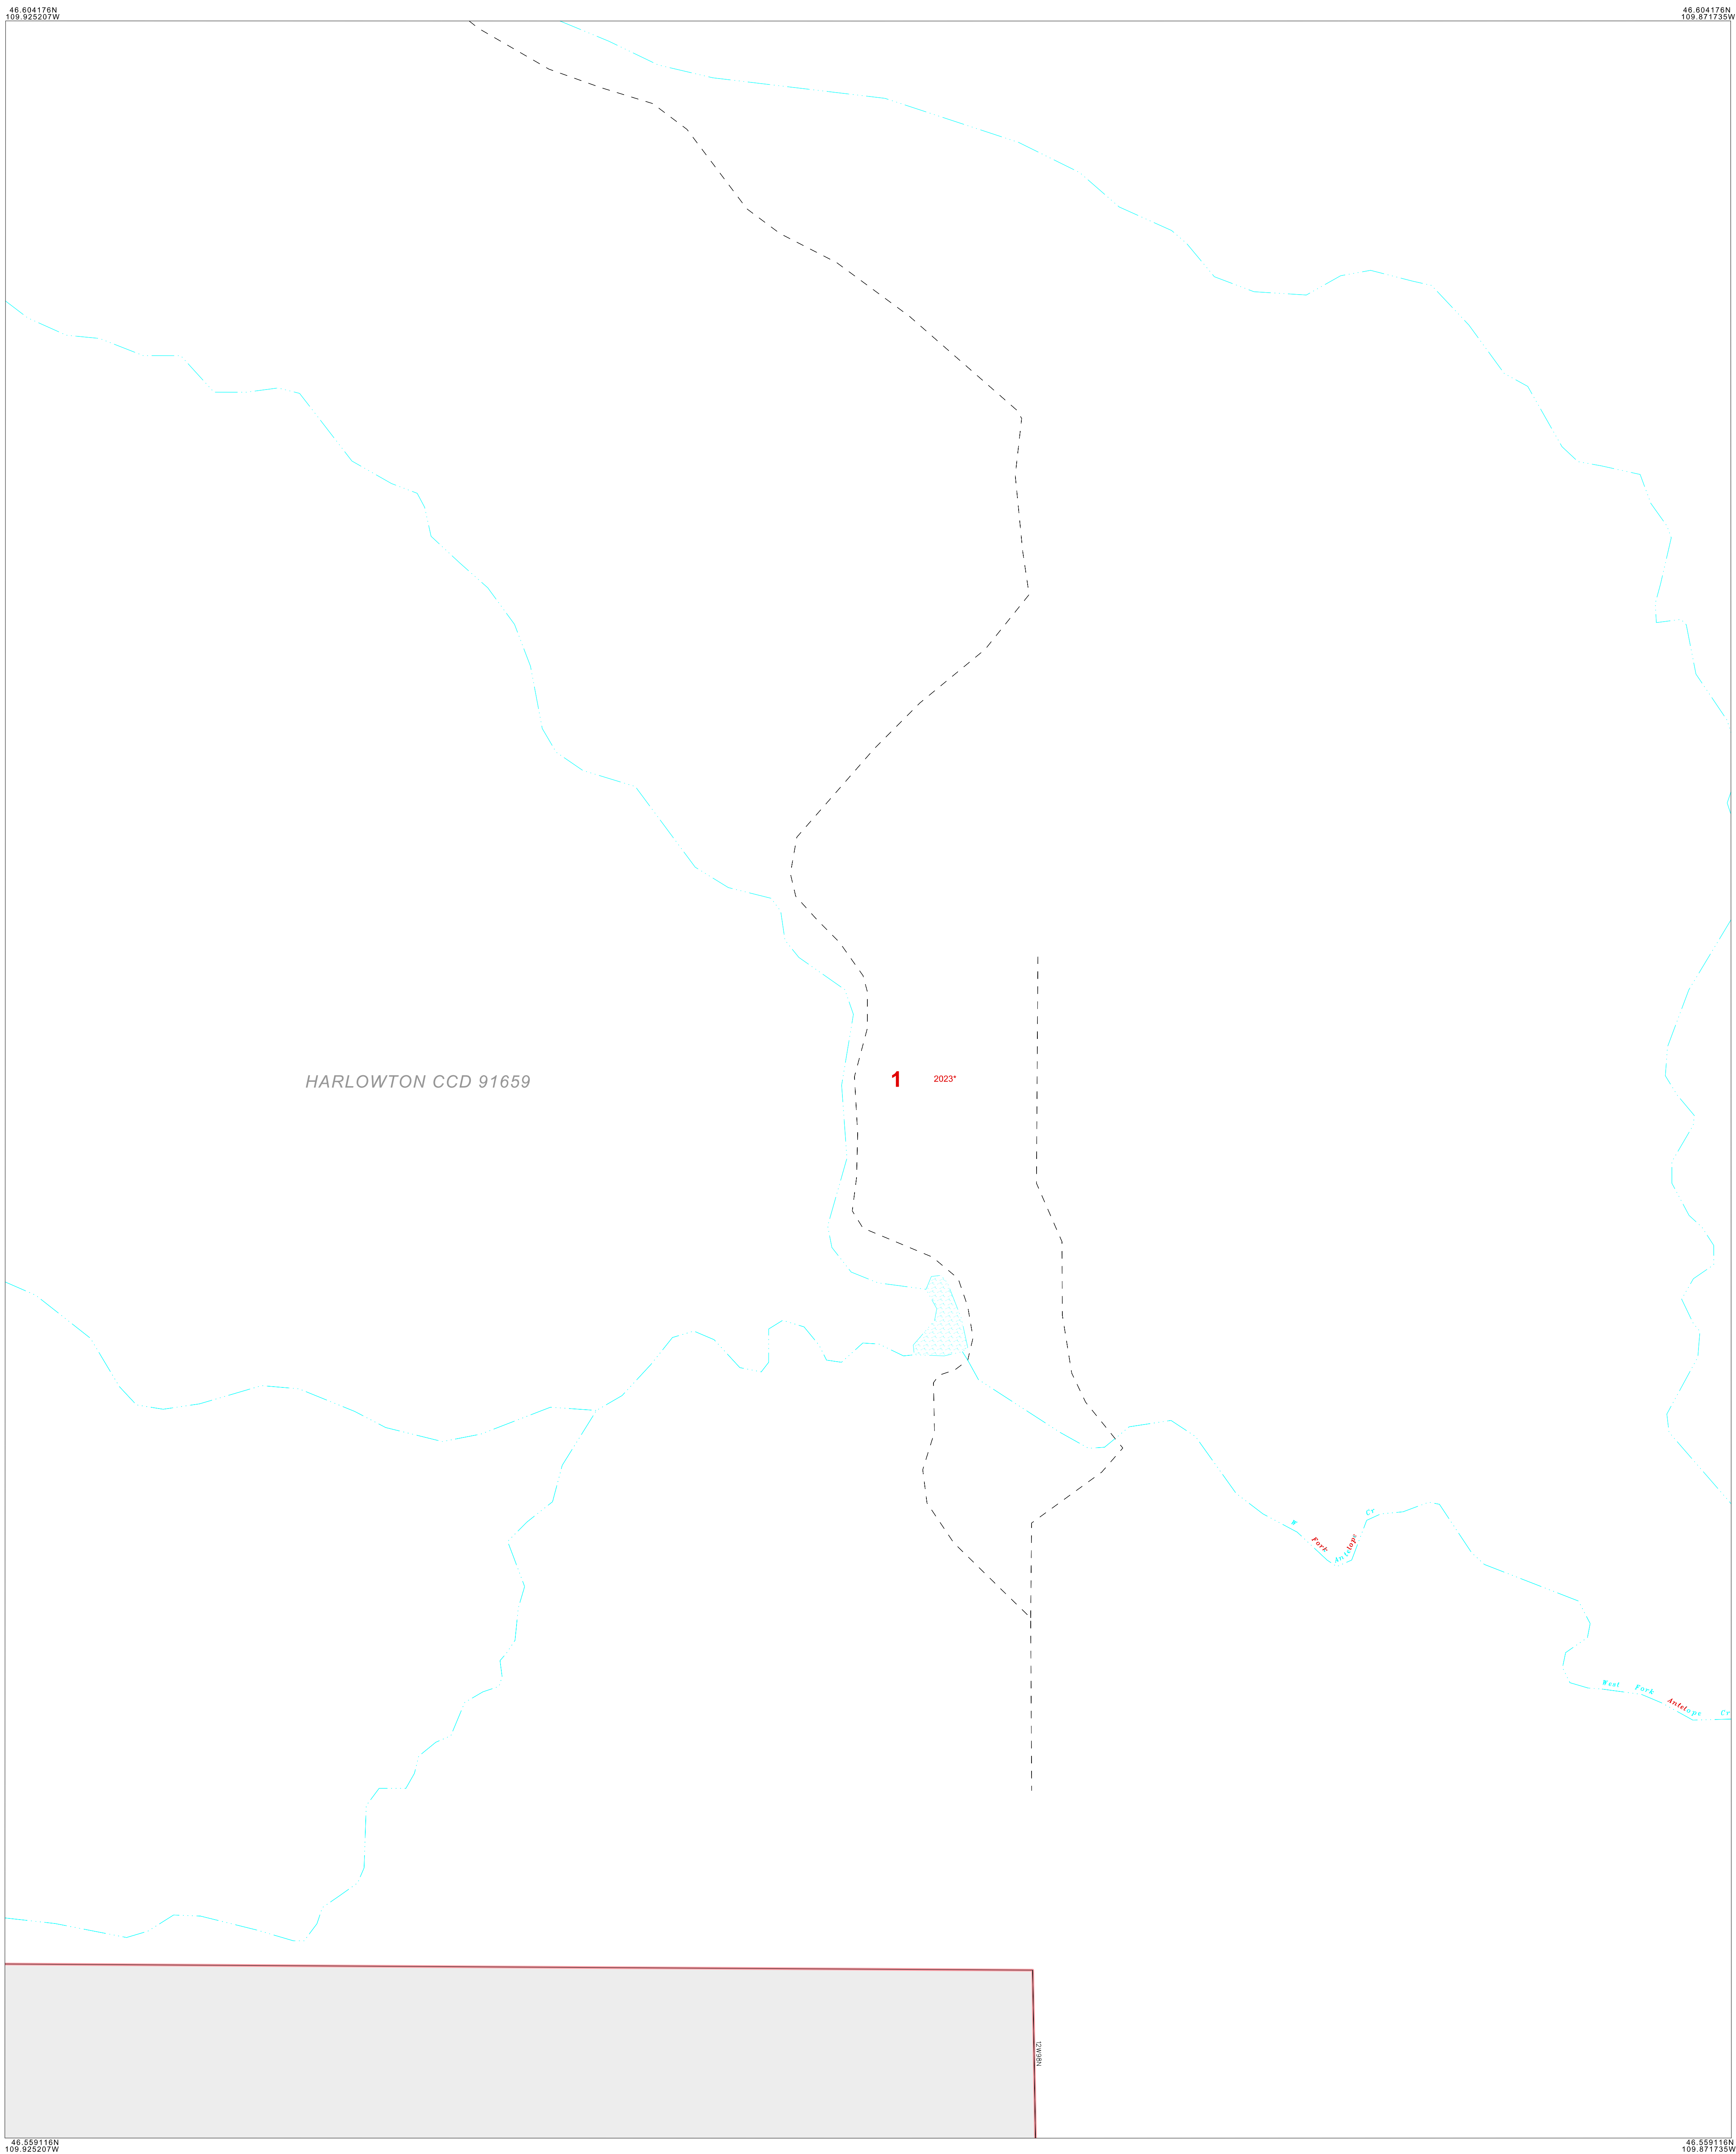 46.604176N
109.925207W
46.604176N
109.871735W
HARLOWTON CCD 91659
1
2023*
W Fork Antelope Cr
West Fork Antelope Cr
12W98N
46.559116N
109.925207W
46.559116N
109.871735W